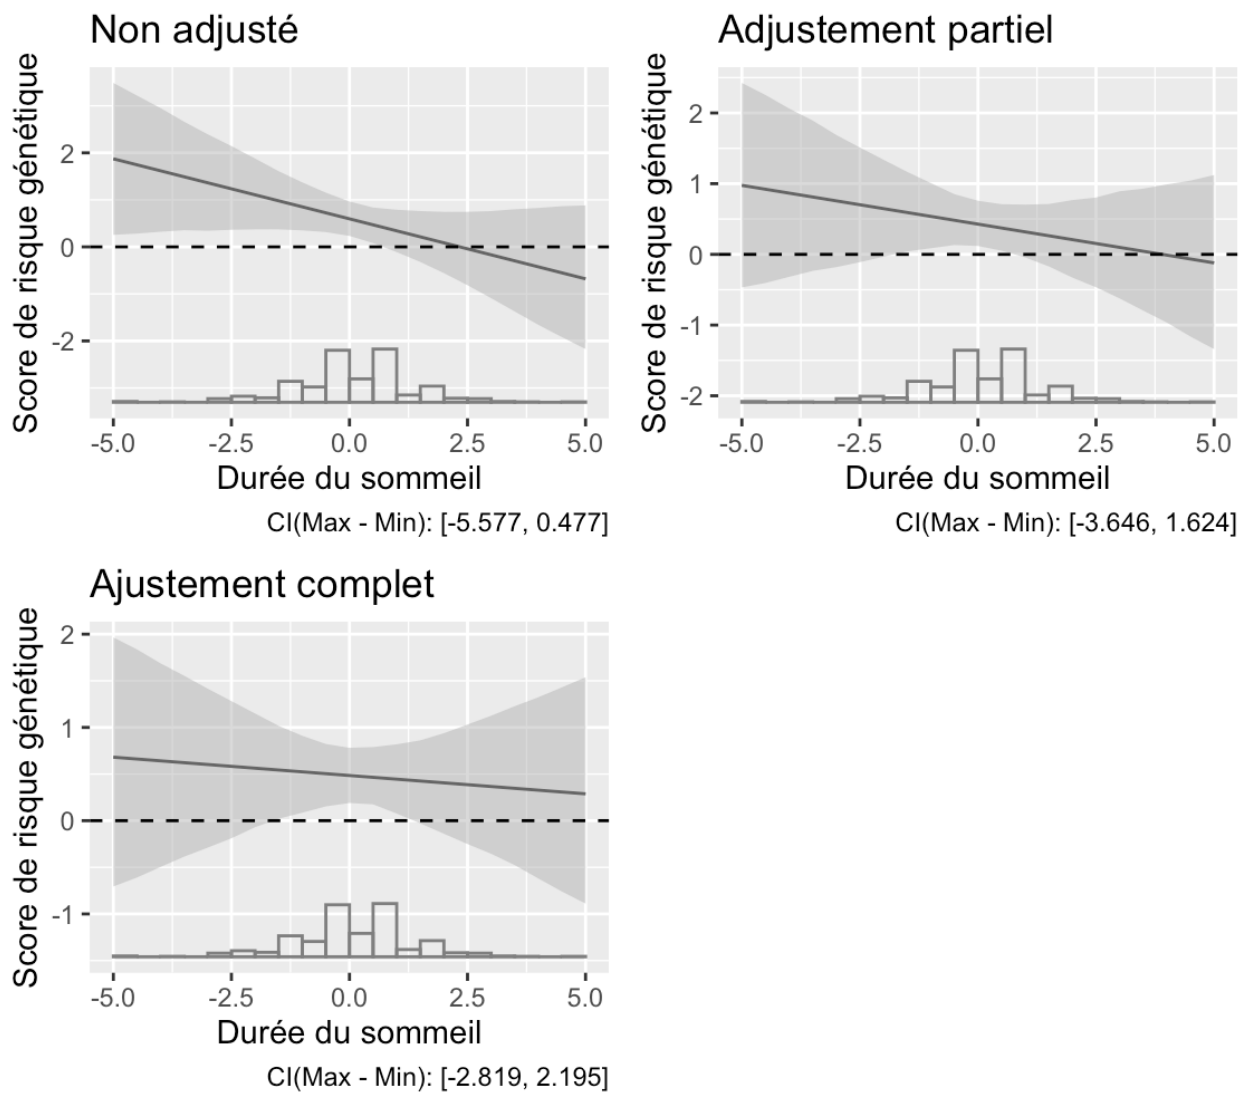 Non adjusté
Score de risque génétique
2
0
-2
-5.0 -2.5 0.0 2.5 5.0
Durée du sommeil
CI(Max - Min): [-5.577, 0.477]
Adjustement partiel
Score de risque génétique
2
1
0
-1
-2
-5.0 -2.5 0.0 2.5 5.0
Durée du sommeil
CI(Max - Min): [-3.646, 1.624]
Ajustement complet
Score de risque génétique
2
1
0
-1
-5.0 -2.5 0.0 2.5 5.0
Durée du sommeil
CI(Max - Min): [-2.819, 2.195]